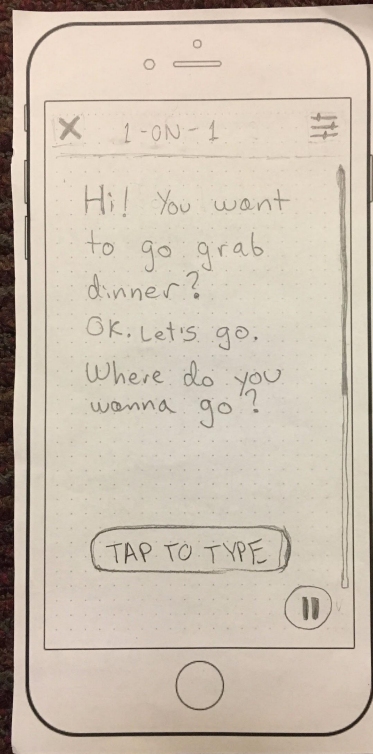 1-ON-1
Hi! You want
to go grab
dinner?
OK. Let's go.
Where do you
wanna go?
TAP TO TYPE